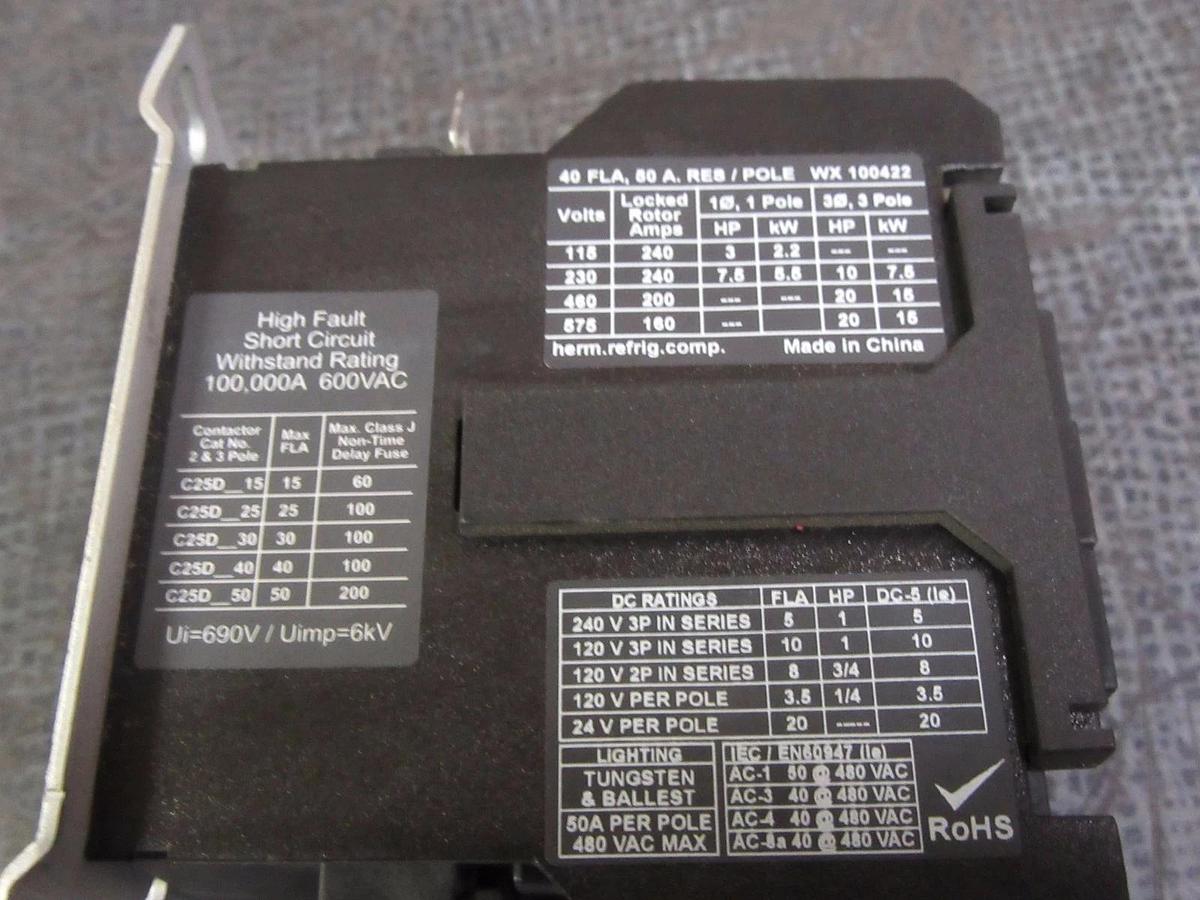 40 FLA, 50 A. RES / POLE WX 100422
Volts Locked Rotor Amps 1Ø, 1 Pole 3Ø, 3 Pole
HP kW HP kW
115 240 3 2.2 --- ---
230 240 7.5 5.5 10 7.5
460 200 --- --- 20 15
575 160 --- 20 15
herm.refrig.comp. Made in China
High Fault
Short Circuit
Withstand Rating
100,000A 600VAC
Contactor Cat No. 2 & 3 Pole Max FLA Max. Class J Non-Time Delay Fuse
C25D__15 15 60
C25D__25 25 100
C25D__30 30 100
C25D__40 40 100
C25D__50 50 200
Ui=690V / Uimp=6kV
DC RATINGS FLA HP DC-5 (Ie)
240 V 3P IN SERIES 5 1 5
120 V 3P IN SERIES 10 1 10
120 V 2P IN SERIES 8 3/4 8
120 V PER POLE 3.5 1/4 3.5
24 V PER POLE 20 ----- 20
LIGHTING
TUNGSTEN
& BALLEST
50A PER POLE
480 VAC MAX
IEC / EN60947 (Ie)
AC-1 50 @ 480 VAC
AC-3 40 @ 480 VAC
AC-4 40 @ 480 VAC
AC-8a 40 @ 480 VAC
RoHS